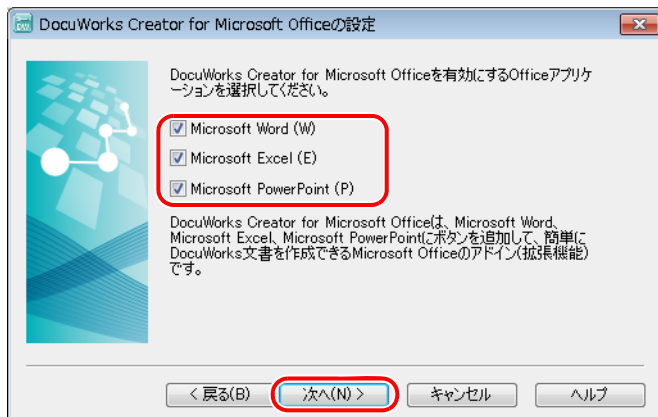 DocuWorks Creator for Microsoft Officeの設定
DocuWorks Creator for Microsoft Officeを有効にするOfficeアプリケ
ーションを選択してください。
Microsoft Word (W)
Microsoft Excel (E)
Microsoft PowerPoint (P)
DocuWorks Creator for Microsoft Officeは、Microsoft Word、
Microsoft Excel、Microsoft PowerPointにボタンを追加して、簡単に
DocuWorks文書を作成できるMicrosoft Officeのアドイン(拡張機能)
です。
< 戻る(B) 次へ(N) > キャンセル ヘルプ